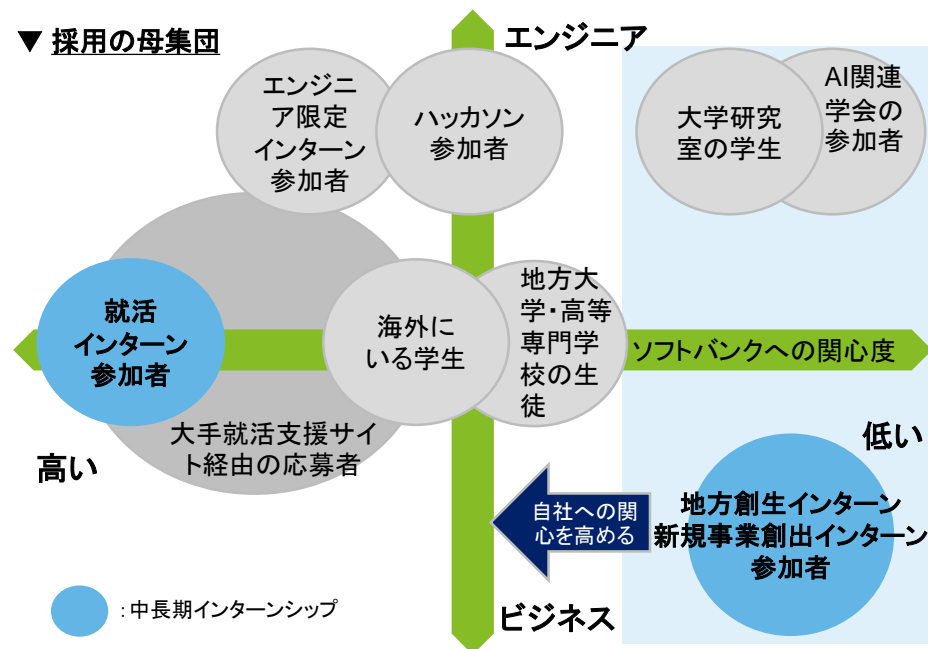 ▼ 採用の母集団
エンジニア
エンジニ
ア限定
インターン
参加者
ハッカソン
参加者
大学研究
室の学生
AI関連
学会の
参加者
就活
インターン
参加者
海外に
いる学生
地方大
学・高等
専門学
校の生
徒
ソフトバンクへの関心度
大手就活支援サイ
ト経由の応募者
高い
低い
自社への関
心を高める
地方創生インターン
新規事業創出インターン
参加者
:中長期インターンシップ
ビジネス